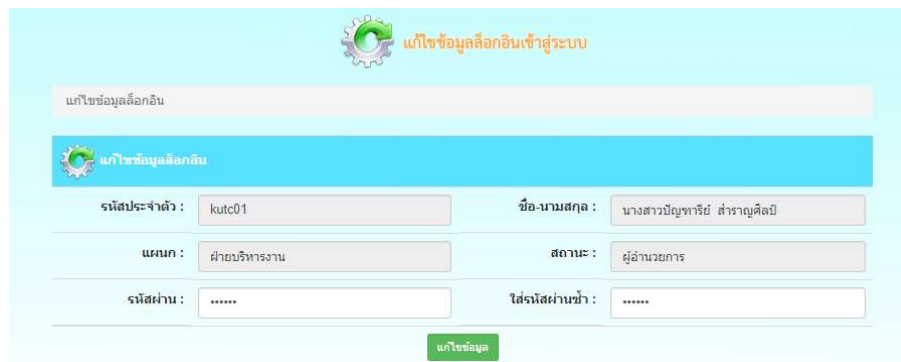 แก้ไขข้อมูลล็อกอินเข้าสู่ระบบ
แก้ไขข้อมูลล็อกอิน
แก้ไขข้อมูลล็อกอิน
รหัสประจำตัว : kutc01 ชื่อ-นามสกุล : นางสาวปัญฑารีย์ สำราญศิลป์
แผนก : ฝ่ายบริหารงาน สถานะ : ผู้อำนวยการ
รหัสผ่าน : •••••• ใส่รหัสผ่านซ้ำ : ••••••
แก้ไขข้อมูล